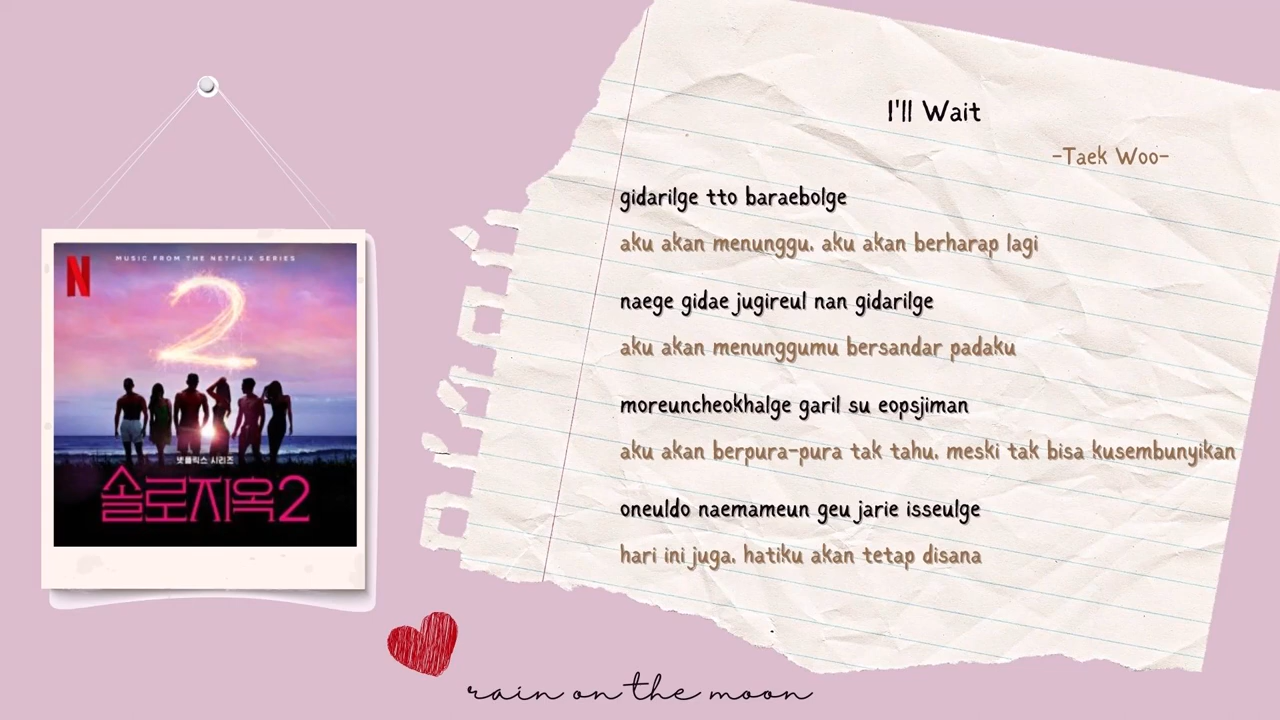 MUSIC FROM THE NETFLIX SERIES
N
2
넷플릭스 시리즈
솔로지옥2
I'll Wait
-Taek Woo-
gidarilge tto baraebolge
aku akan menunggu. aku akan berharap lagi
naege gidae jugireul nan gidarilge
aku akan menunggumu bersandar padaku
moreuncheokhalge garil su eopsjiman
aku akan berpura-pura tak tahu. meski tak bisa kusembunyikan
oneuldo naemameun geu jarie isseulge
hari ini juga. hatiku akan tetap disana
rain on the moon